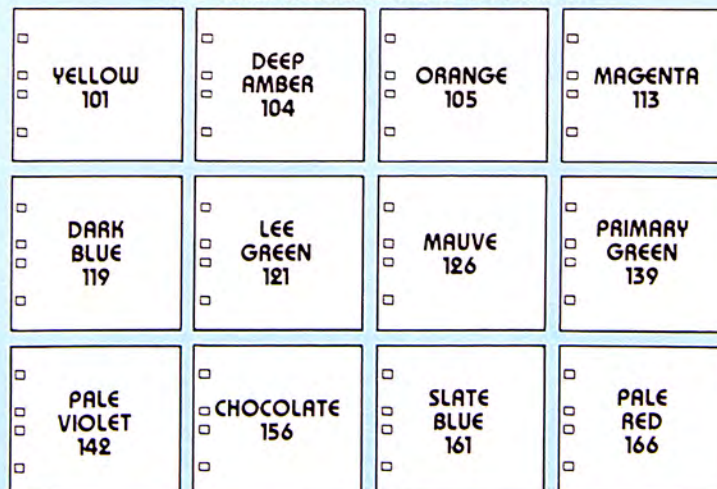 YELLOW
101
DEEP
AMBER
104
ORANGE
105
MAGENTA
113
DARK
BLUE
119
LEE
GREEN
121
MAUVE
126
PRIMARY
GREEN
139
PALE
VIOLET
142
CHOCOLATE
156
SLATE
BLUE
161
PALE
RED
166